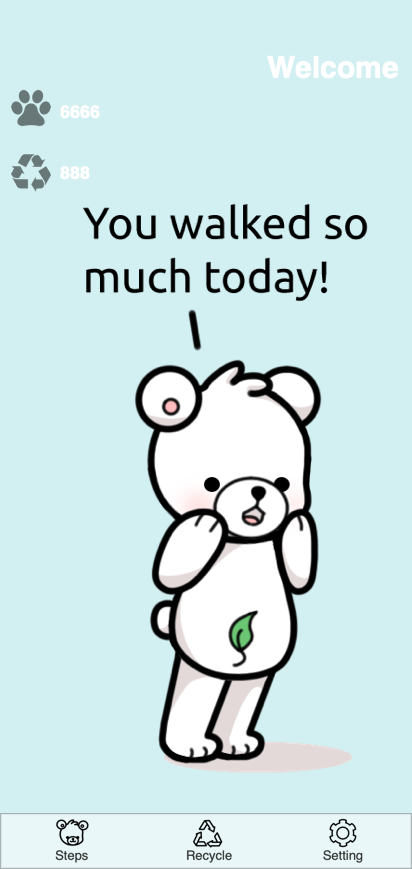 Welcome
6666
888
You walked so
much today!
Steps
Recycle
Setting